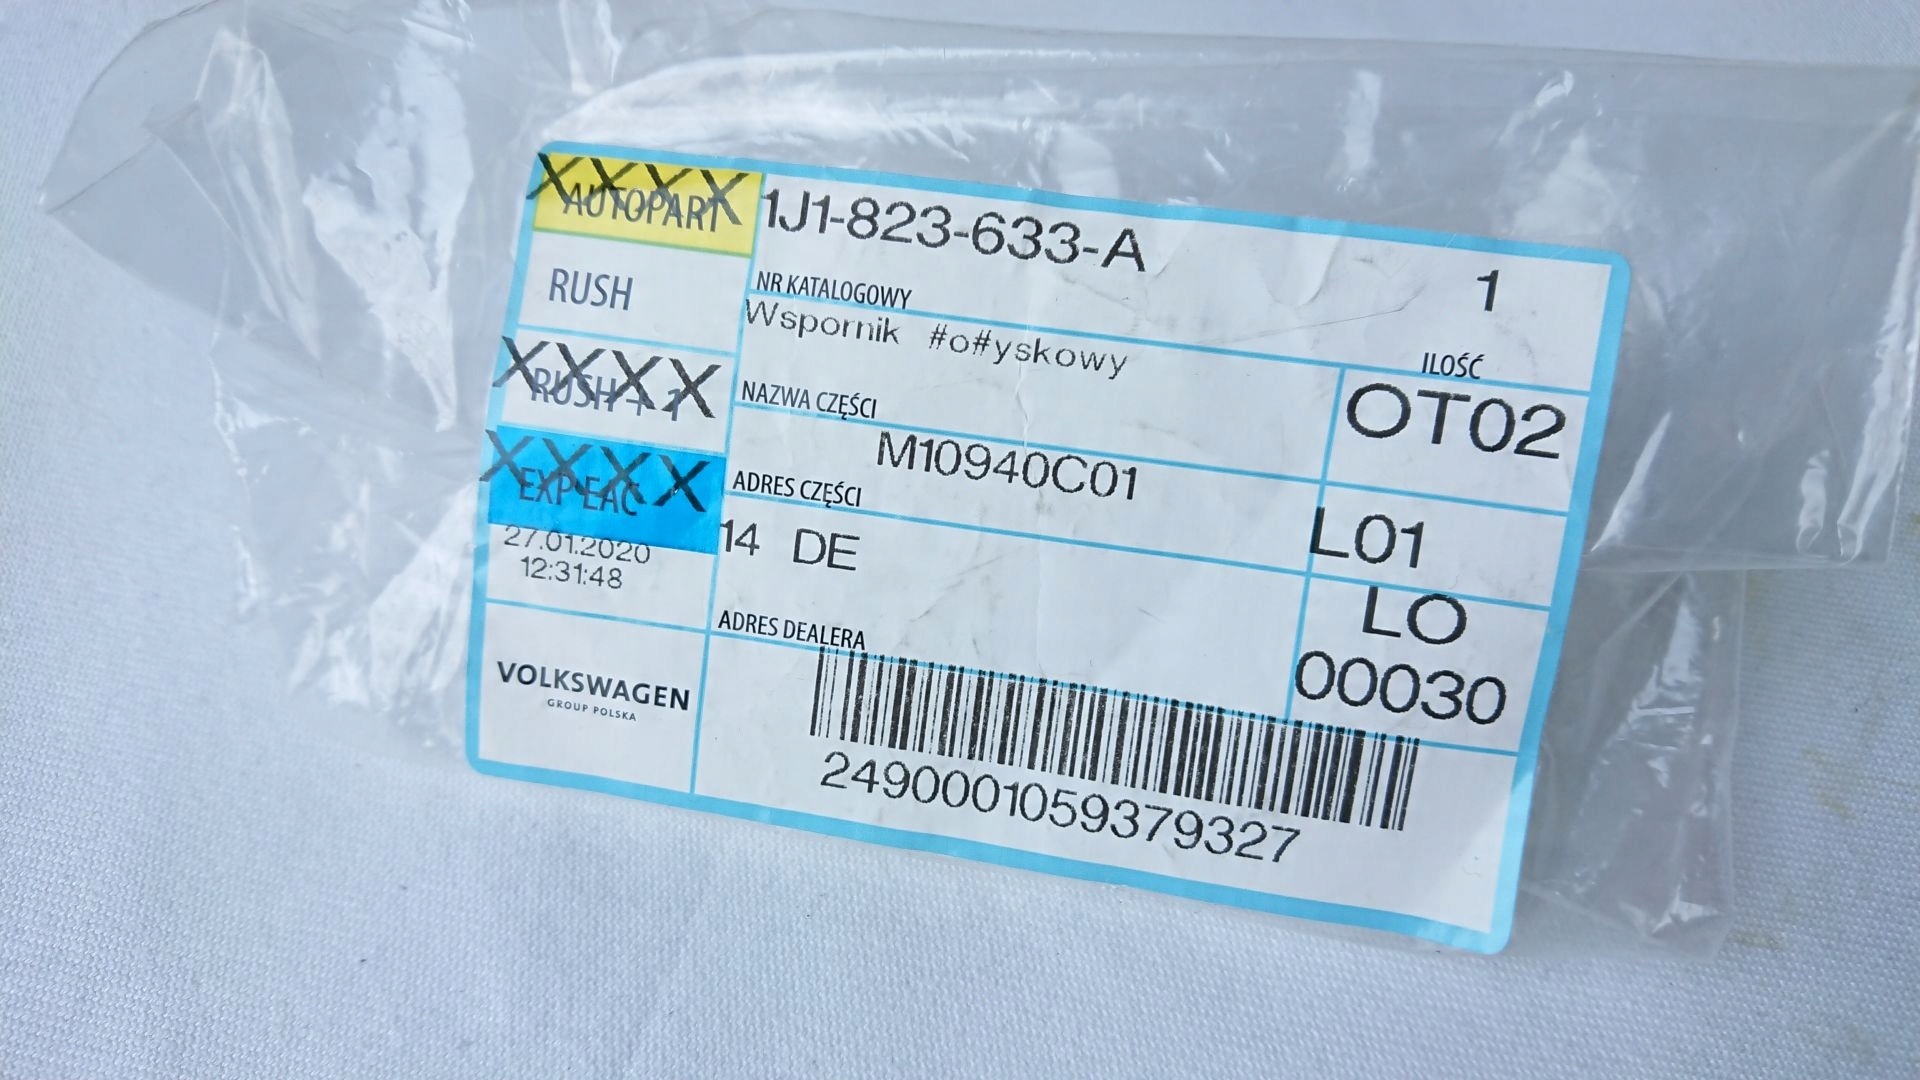 AUTOPART
1J1-823-633-A
1
RUSH
NR KATALOGOWY
ILOŚĆ
Wspornik #o#yskowy
RUSH + 1
NAZWA CZĘŚCI
OT02
EXP-EAC
M10940C01
ADRES CZĘŚCI
L01
27.01.2020
12:31:48
14 DE
ADRES DEALERA
LO
00030
VOLKSWAGEN
GROUP POLSKA
2490001059379327
XXXX
XXXX
XXXX